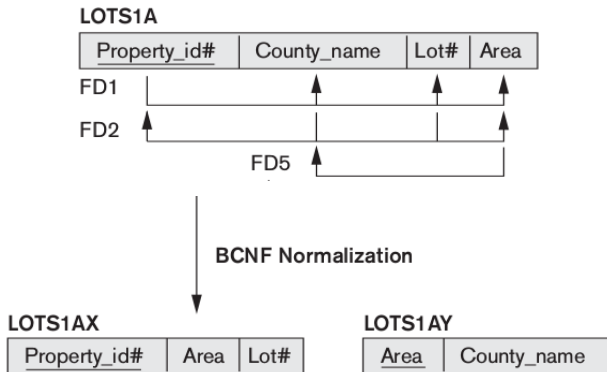 LOTS1A
Property_id# County_name Lot# Area
FD1
FD2
FD5
BCNF Normalization
LOTS1AX LOTS1AY
Property_id# Area Lot# Area County_name